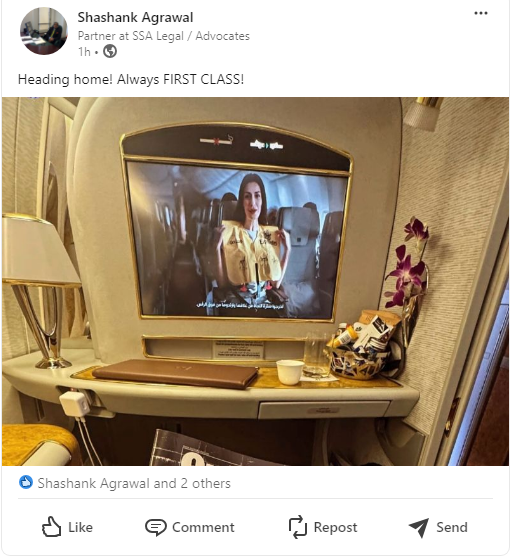 Shashank Agrawal
Partner at SSA Legal / Advocates
1h •
Heading home! Always FIRST CLASS!
Shashank Agrawal and 2 others
Like
Comment
Repost
Send